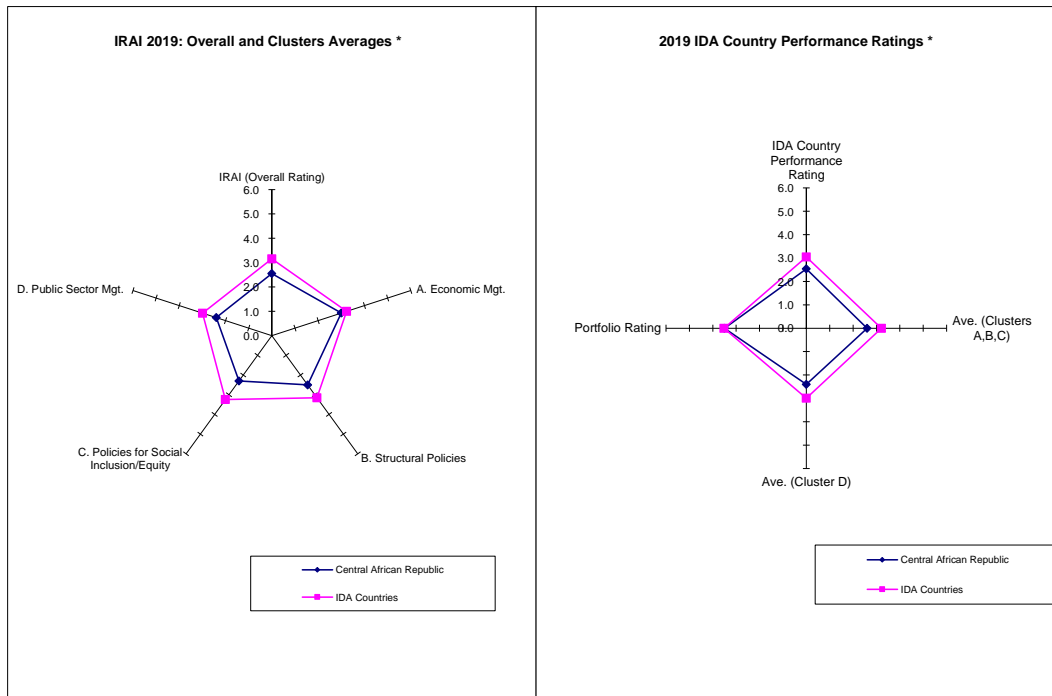 IRAI 2019: Overall and Clusters Averages *
IRAI (Overall Rating)
6.0
5.0
4.0
3.0
2.0
1.0
0.0
A. Economic Mgt.
B. Structural Policies
C. Policies for Social
Inclusion/Equity
D. Public Sector Mgt.
Central African Republic
IDA Countries
2019 IDA Country Performance Ratings *
IDA Country
Performance
Rating
6.0
5.0
4.0
3.0
2.0
1.0
0.0
Ave. (Clusters
A,B,C)
Ave. (Cluster D)
Portfolio Rating
Central African Republic
IDA Countries